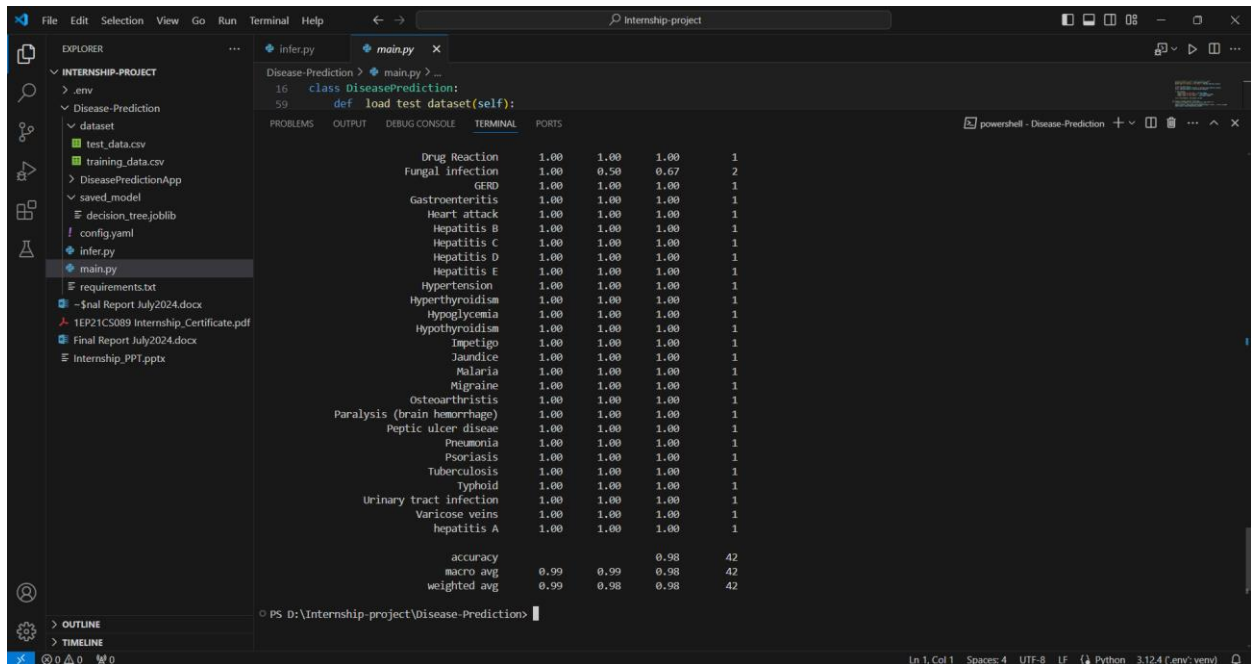 File Edit Selection View Go Run Terminal Help Internship-project
EXPLORER
INTERNSHIP-PROJECT
.env
Disease-Prediction
dataset
test_data.csv
training_data.csv
DiseasePredictionApp
saved_model
decision_tree.joblib
config.yaml
infer.py
main.py
requirements.txt
~$nal Report July2024.docx
1EP21CS089 Internship_Certificate.pdf
Final Report July2024.docx
Internship_PPT.pptx
OUTLINE
TIMELINE
infer.py main.py
Disease-Prediction > main.py > ...
16 class DiseasePrediction:
59 def load test dataset(self):
PROBLEMS OUTPUT DEBUG CONSOLE TERMINAL PORTS powershell - Disease-Prediction
Drug Reaction 1.00 1.00 1.00 1
Fungal infection 1.00 0.50 0.67 2
GERD 1.00 1.00 1.00 1
Gastroenteritis 1.00 1.00 1.00 1
Heart attack 1.00 1.00 1.00 1
Hepatitis B 1.00 1.00 1.00 1
Hepatitis C 1.00 1.00 1.00 1
Hepatitis D 1.00 1.00 1.00 1
Hepatitis E 1.00 1.00 1.00 1
Hypertension 1.00 1.00 1.00 1
Hyperthyroidism 1.00 1.00 1.00 1
Hypoglycemia 1.00 1.00 1.00 1
Hypothyroidism 1.00 1.00 1.00 1
Impetigo 1.00 1.00 1.00 1
Jaundice 1.00 1.00 1.00 1
Malaria 1.00 1.00 1.00 1
Migraine 1.00 1.00 1.00 1
Osteoarthristis 1.00 1.00 1.00 1
Paralysis (brain hemorrhage) 1.00 1.00 1.00 1
Peptic ulcer diseae 1.00 1.00 1.00 1
Pneumonia 1.00 1.00 1.00 1
Psoriasis 1.00 1.00 1.00 1
Tuberculosis 1.00 1.00 1.00 1
Typhoid 1.00 1.00 1.00 1
Urinary tract infection 1.00 1.00 1.00 1
Varicose veins 1.00 1.00 1.00 1
hepatitis A 1.00 1.00 1.00 1
accuracy 0.98 42
macro avg 0.99 0.99 0.98 42
weighted avg 0.99 0.98 0.98 42
PS D:\Internship-project\Disease-Prediction>
0 0 0 Ln 1, Col 1 Spaces: 4 UTF-8 LF Python 3.12.4 ('.env': venv)